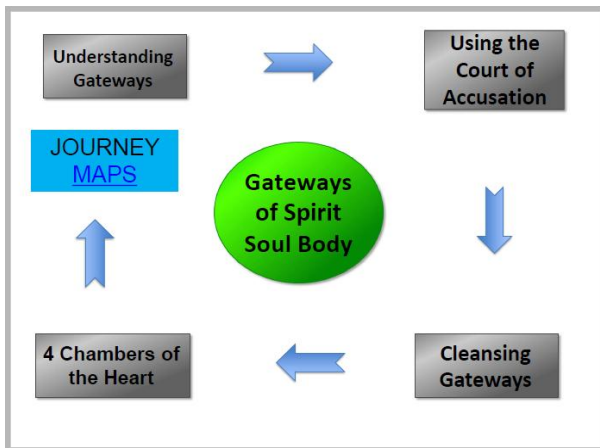 Understanding
Gateways
Using the
Court of
Accusation
JOURNEY
MAPS
Gateways
of Spirit
Soul Body
4 Chambers of
the Heart
Cleansing
Gateways